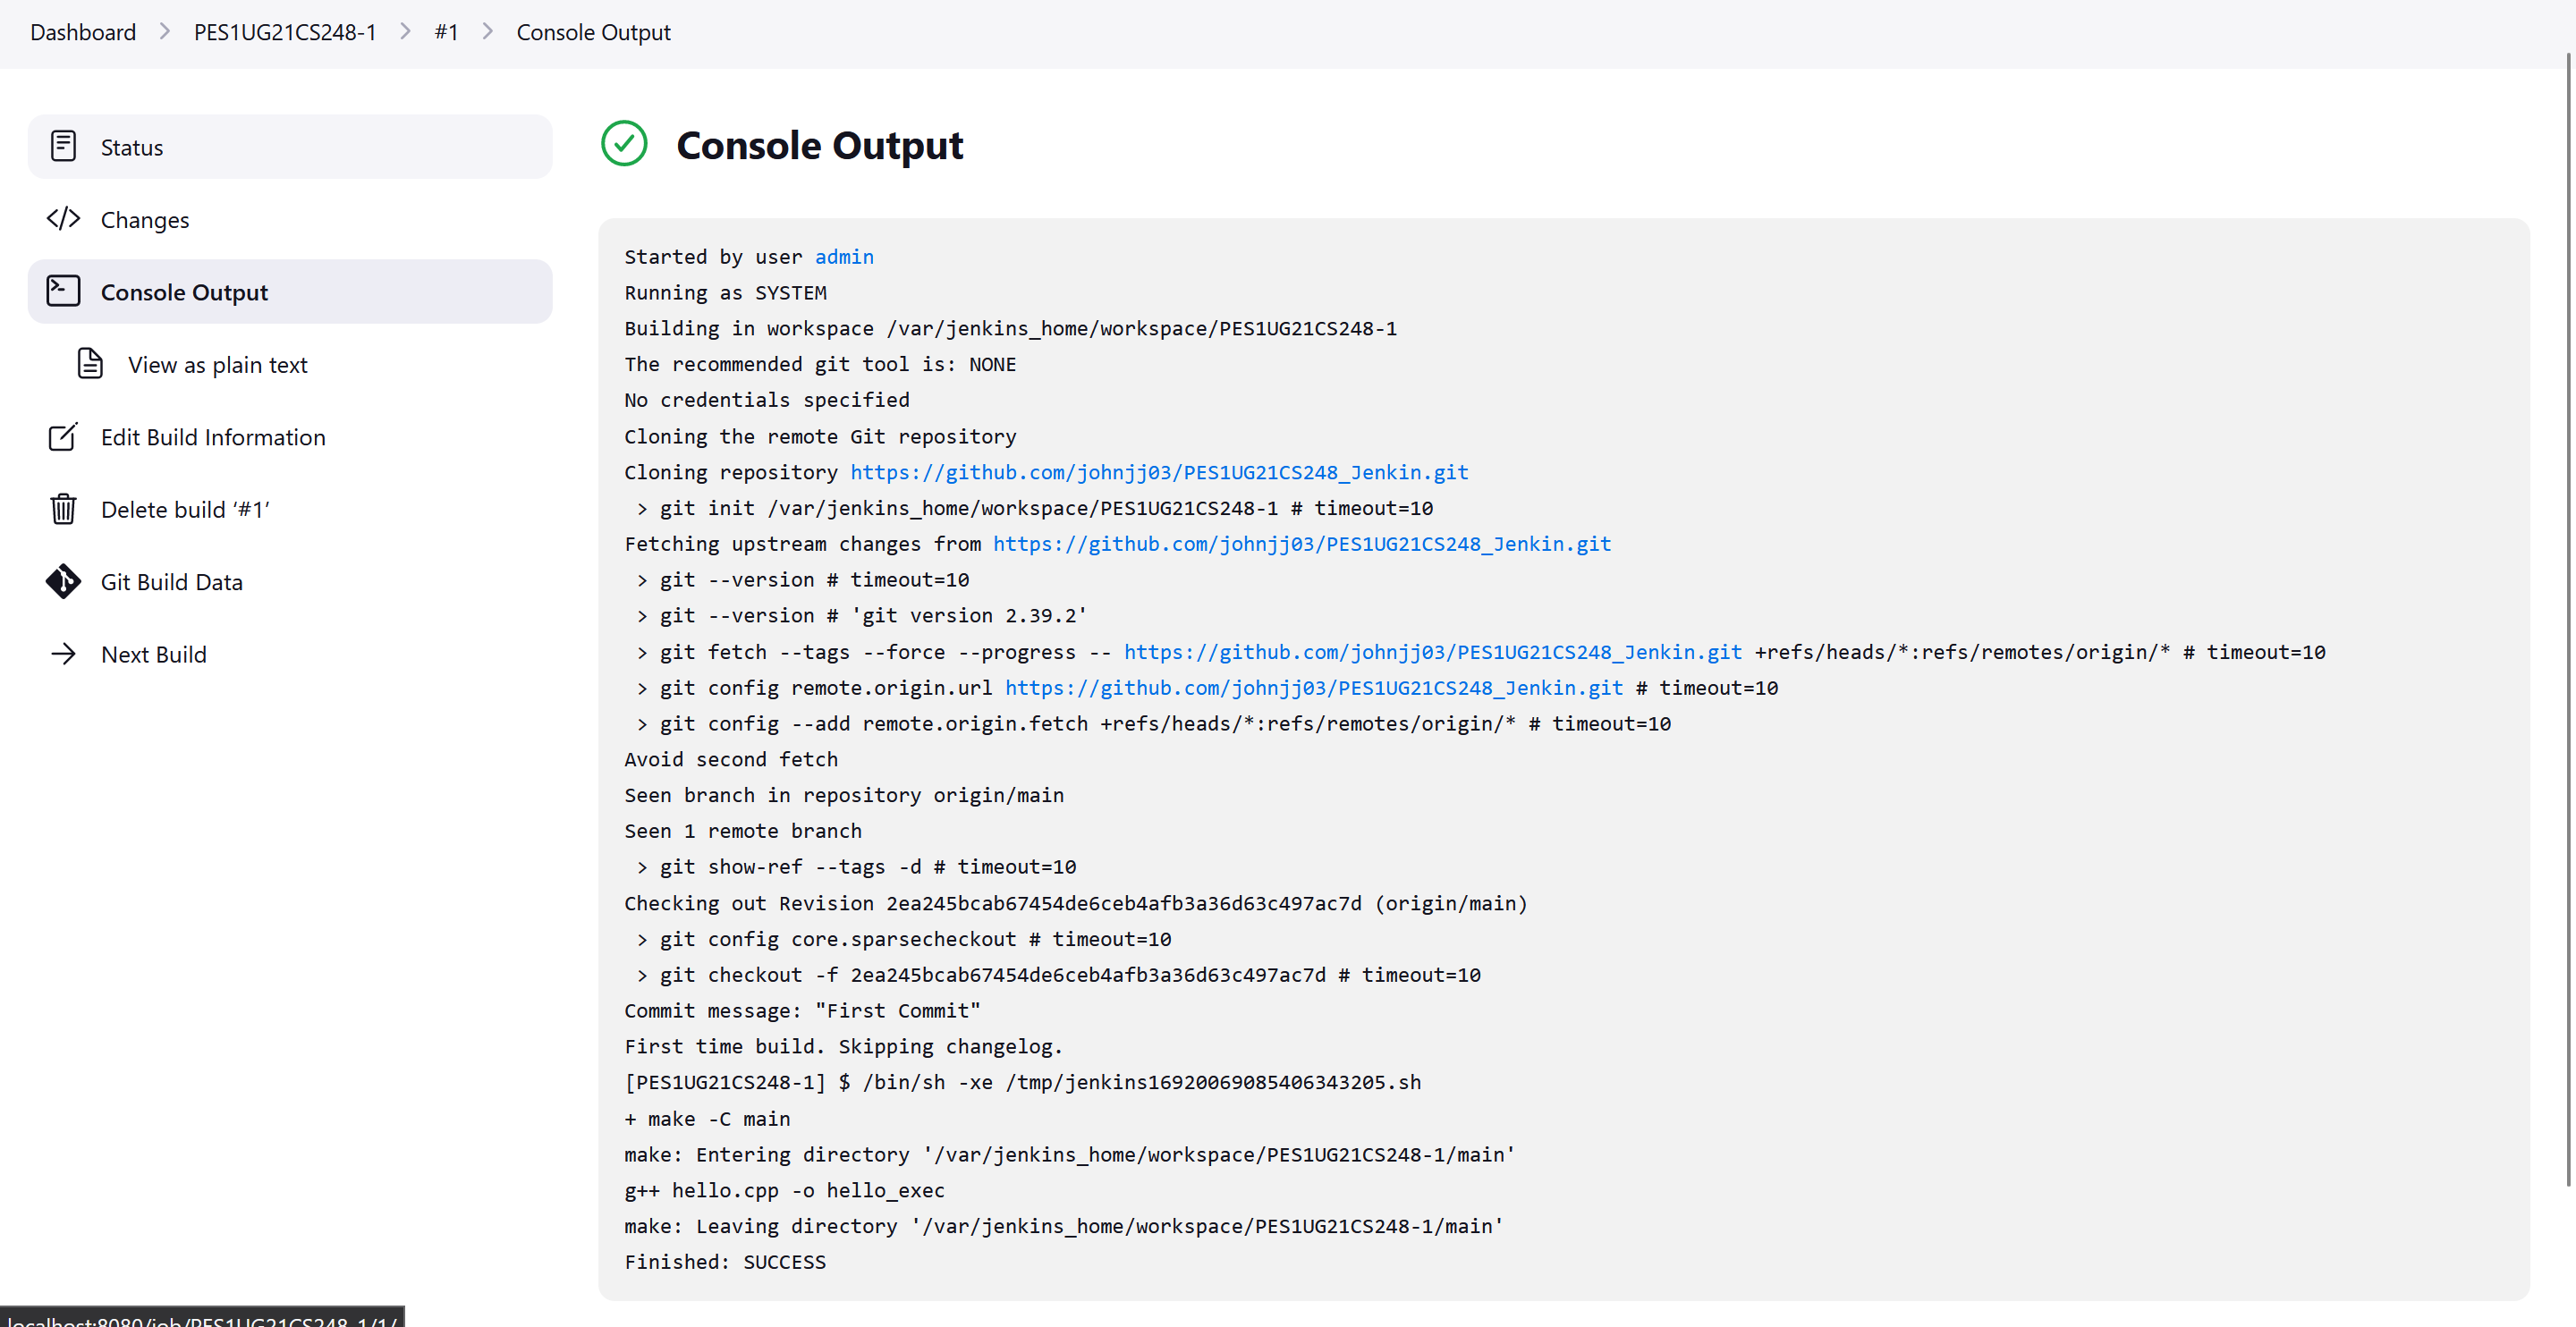 Dashboard > PES1UG21CS248-1 > #1 > Console Output
Status
Changes
Console Output
View as plain text
Edit Build Information
Delete build ‘#1’
Git Build Data
Next Build
Console Output
Started by user admin
Running as SYSTEM
Building in workspace /var/jenkins_home/workspace/PES1UG21CS248-1
The recommended git tool is: NONE
No credentials specified
Cloning the remote Git repository
Cloning repository https://github.com/johnjj03/PES1UG21CS248_Jenkin.git
 > git init /var/jenkins_home/workspace/PES1UG21CS248-1 # timeout=10
Fetching upstream changes from https://github.com/johnjj03/PES1UG21CS248_Jenkin.git
 > git --version # timeout=10
 > git --version # 'git version 2.39.2'
 > git fetch --tags --force --progress -- https://github.com/johnjj03/PES1UG21CS248_Jenkin.git +refs/heads/*:refs/remotes/origin/* # timeout=10
 > git config remote.origin.url https://github.com/johnjj03/PES1UG21CS248_Jenkin.git # timeout=10
 > git config --add remote.origin.fetch +refs/heads/*:refs/remotes/origin/* # timeout=10
Avoid second fetch
Seen branch in repository origin/main
Seen 1 remote branch
 > git show-ref --tags -d # timeout=10
Checking out Revision 2ea245bcab67454de6ceb4afb3a36d63c497ac7d (origin/main)
 > git config core.sparsecheckout # timeout=10
 > git checkout -f 2ea245bcab67454de6ceb4afb3a36d63c497ac7d # timeout=10
Commit message: "First Commit"
First time build. Skipping changelog.
[PES1UG21CS248-1] $ /bin/sh -xe /tmp/jenkins16920069085406343205.sh
+ make -C main
make: Entering directory '/var/jenkins_home/workspace/PES1UG21CS248-1/main'
g++ hello.cpp -o hello_exec
make: Leaving directory '/var/jenkins_home/workspace/PES1UG21CS248-1/main'
Finished: SUCCESS
localhost:8080/job/PES1UG21CS248-1/1/